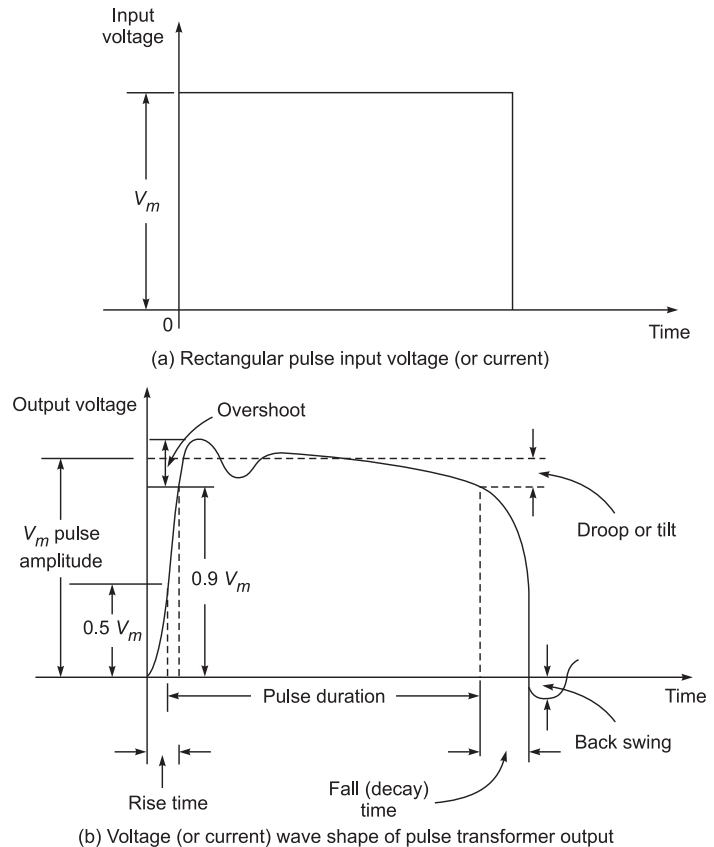 Input
voltage
V_m
0
Time
(a) Rectangular pulse input voltage (or current)
Output voltage
Overshoot
Droop or tilt
V_m pulse
amplitude
0.9 V_m
0.5 V_m
Pulse duration
Time
Back swing
Rise time
Fall (decay)
time
(b) Voltage (or current) wave shape of pulse transformer output